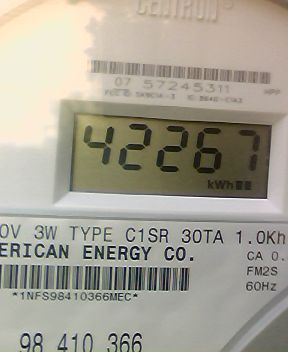 CENTRON
07 57245311
HPP
42267
kWh
0V 3W TYPE C1SR 30TA 1.0Kh
ERICAN ENERGY CO.
CA 0.
FM2S
*1NFS98410366MEC*
60Hz
98 410 366